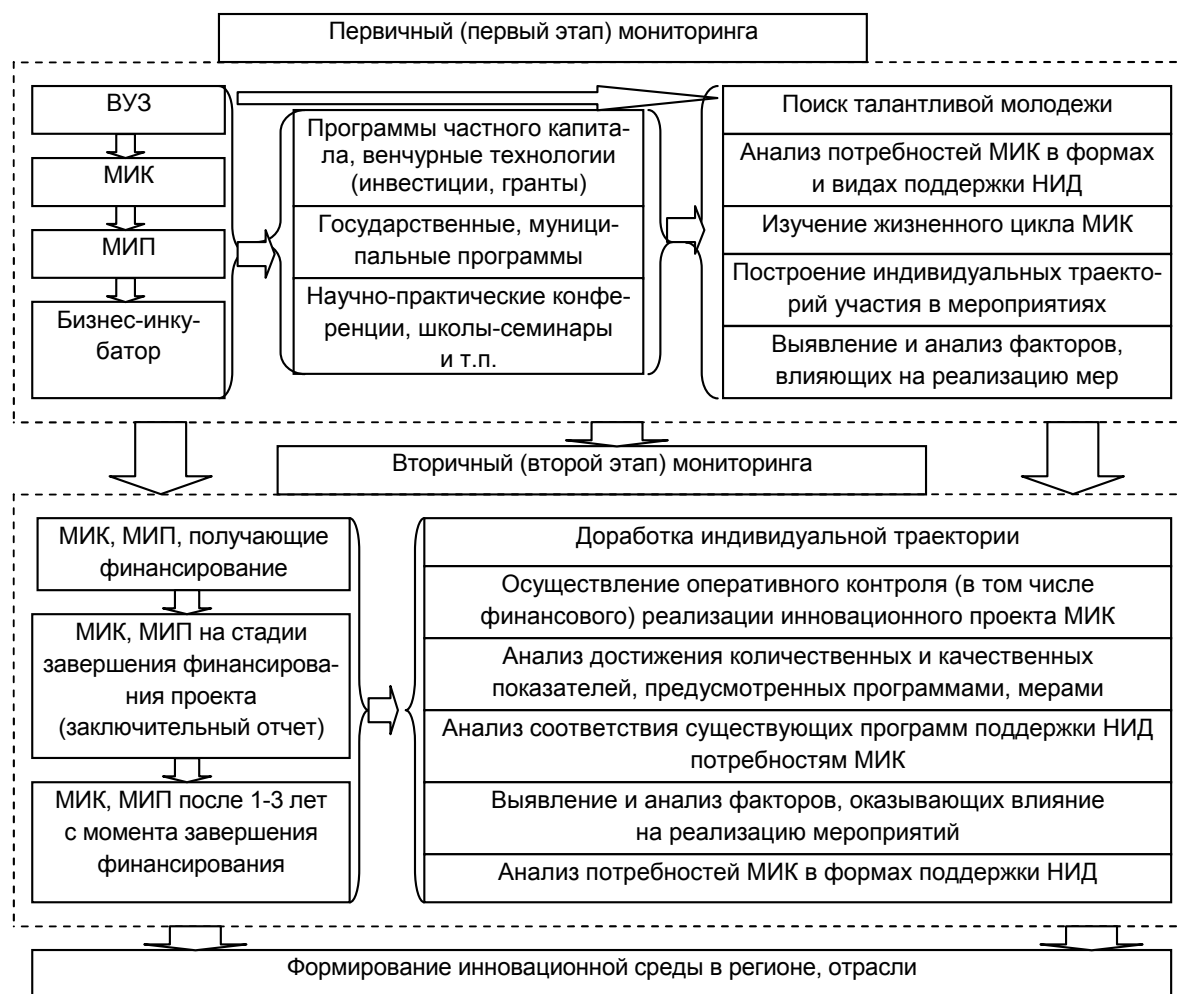 Первичный (первый этап) мониторинга
ВУЗ
МИК
МИП
Бизнес-инку-
батор
Программы частного капита-
ла, венчурные технологии
(инвестиции, гранты)
Государственные, муници-
пальные программы
Научно-практические конфе-
ренции, школы-семинары
и т.п.
Поиск талантливой молодежи
Анализ потребностей МИК в формах
и видах поддержки НИД
Изучение жизненного цикла МИК
Построение индивидуальных траекто-
рий участия в мероприятиях
Выявление и анализ факторов,
влияющих на реализацию мер
Вторичный (второй этап) мониторинга
МИК, МИП, получающие
финансирование
МИК, МИП на стадии
завершения финансирова-
ния проекта
(заключительный отчет)
МИК, МИП после 1-3 лет
с момента завершения
финансирования
Доработка индивидуальной траектории
Осуществление оперативного контроля (в том числе
финансового) реализации инновационного проекта МИК
Анализ достижения количественных и качественных
показателей, предусмотренных программами, мерами
Анализ соответствия существующих программ поддержки НИД
потребностям МИК
Выявление и анализ факторов, оказывающих влияние
на реализацию мероприятий
Анализ потребностей МИК в формах поддержки НИД
Формирование инновационной среды в регионе, отрасли